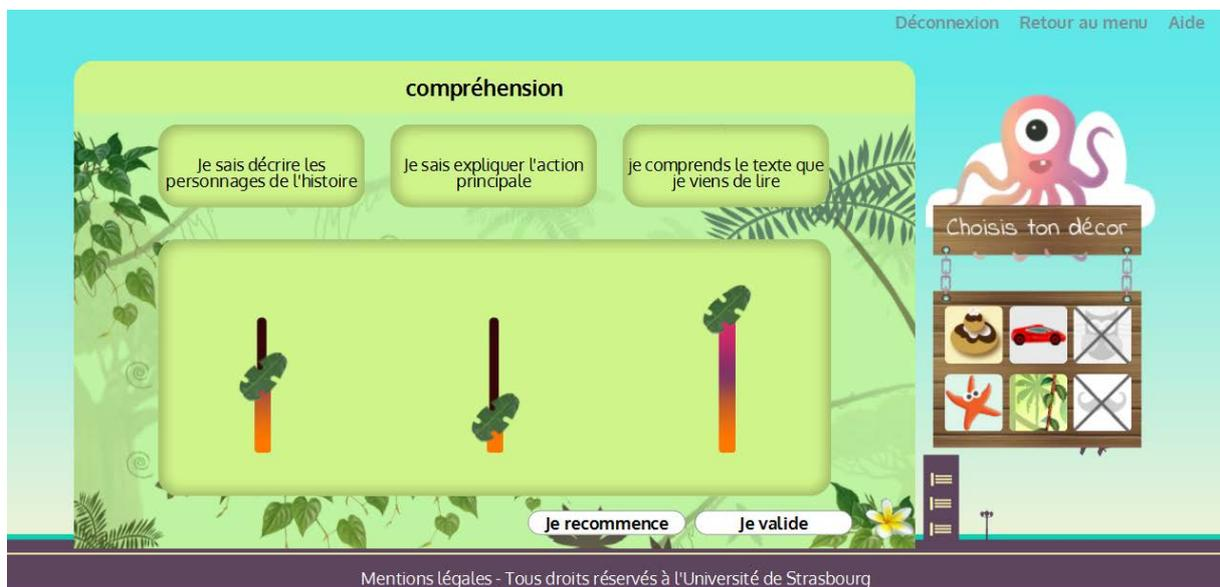 Déconnexion Retour au menu Aide
compréhension
Je sais décrire les
personnages de l'histoire
Je sais expliquer l'action
principale
je comprends le texte que
je viens de lire
Choisis ton décor
Je recommence Je valide
Mentions légales - Tous droits réservés à l'Université de Strasbourg